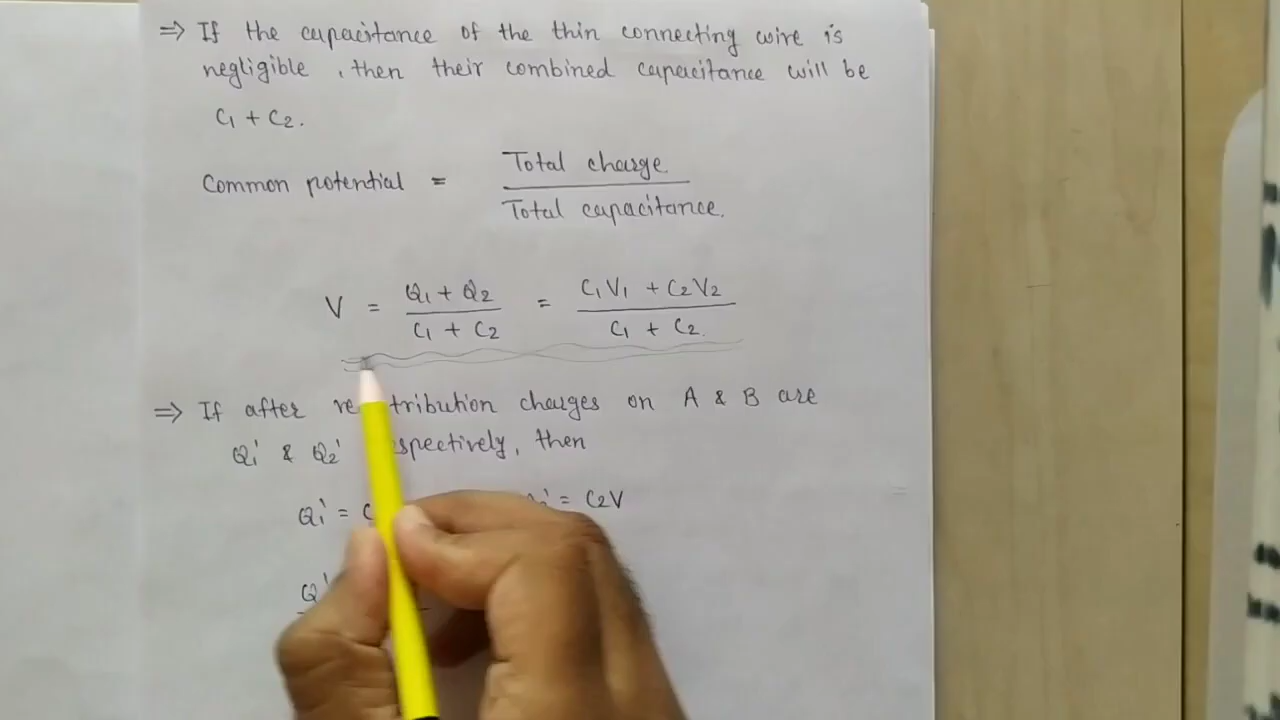 ⇒ If the capacitance of the thin connecting wire is
negligible, then their combined capacitance will be
C₁ + C₂.
Common potential = Total charge / Total capacitance.
V = Q₁ + Q₂ / C₁ + C₂ = C₁V₁ + C₂V₂ / C₁ + C₂.
⇒ If after charges on A & B are
Q₁' & Q₂' then
Q₁' = = C₂V